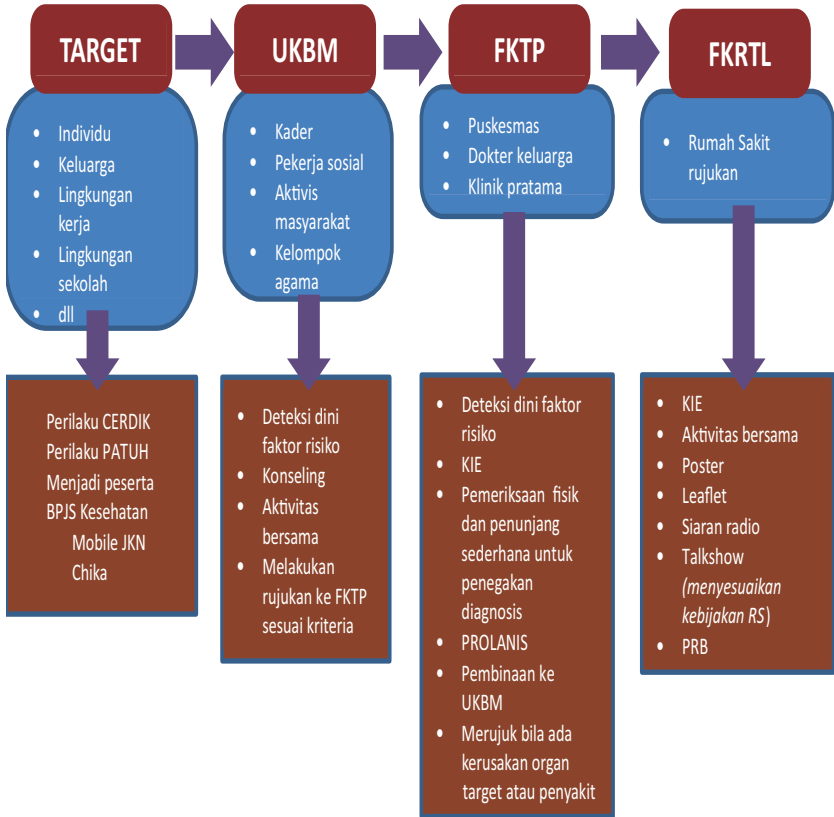 TARGET
UKBM
FKTP
FKRTL
• Individu
• Keluarga
• Lingkungan
kerja
• Lingkungan
sekolah
• dll
• Kader
• Pekerja sosial
• Aktivis
masyarakat
• Kelompok
agama
• Puskesmas
• Dokter keluarga
• Klinik pratama
• Rumah Sakit
rujukan
Perilaku CERDIK
Perilaku PATUH
Menjadi peserta
BPJS Kesehatan
Mobile JKN
Chika
• Deteksi dini
faktor risiko
• Konseling
• Aktivitas
bersama
• Melakukan
rujukan ke FKTP
sesuai kriteria
• Deteksi dini faktor
risiko
• KIE
• Pemeriksaan fisik
dan penunjang
sederhana untuk
penegakan
diagnosis
• PROLANIS
• Pembinaan ke
UKBM
• Merujuk bila ada
kerusakan organ
target atau penyakit
• KIE
• Aktivitas bersama
• Poster
• Leaflet
• Siaran radio
• Talkshow
(menyesuaikan
kebijakan RS)
• PRB